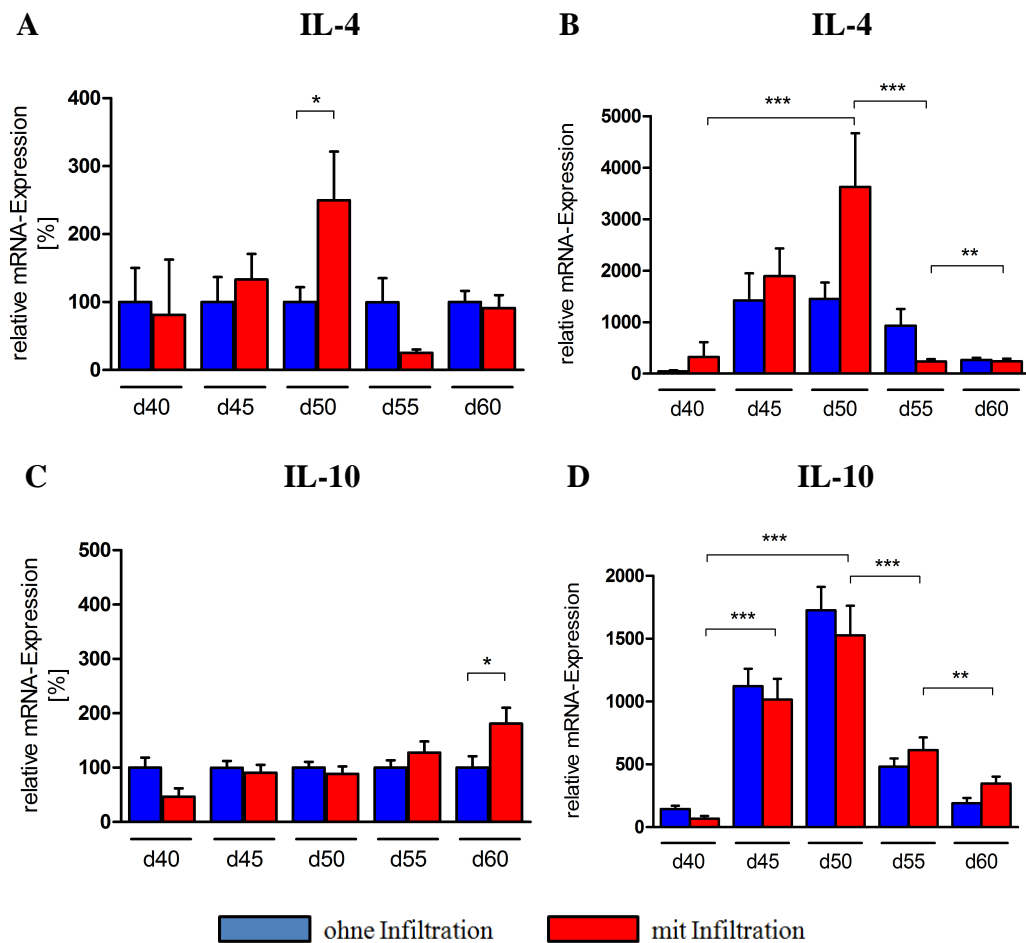 A
IL-4
relative mRNA-Expression
[%]
400
300
200
100
0
*
d40 d45 d50 d55 d60
B
IL-4
relative mRNA-Expression
5000
4000
3000
2000
1000
0
***
***
**
d40 d45 d50 d55 d60
C
IL-10
relative mRNA-Expression
[%]
500
400
300
200
100
0
*
d40 d45 d50 d55 d60
D
IL-10
relative mRNA-Expression
2000
1500
1000
500
0
***
***
***
**
d40 d45 d50 d55 d60
ohne Infiltration
mit Infiltration